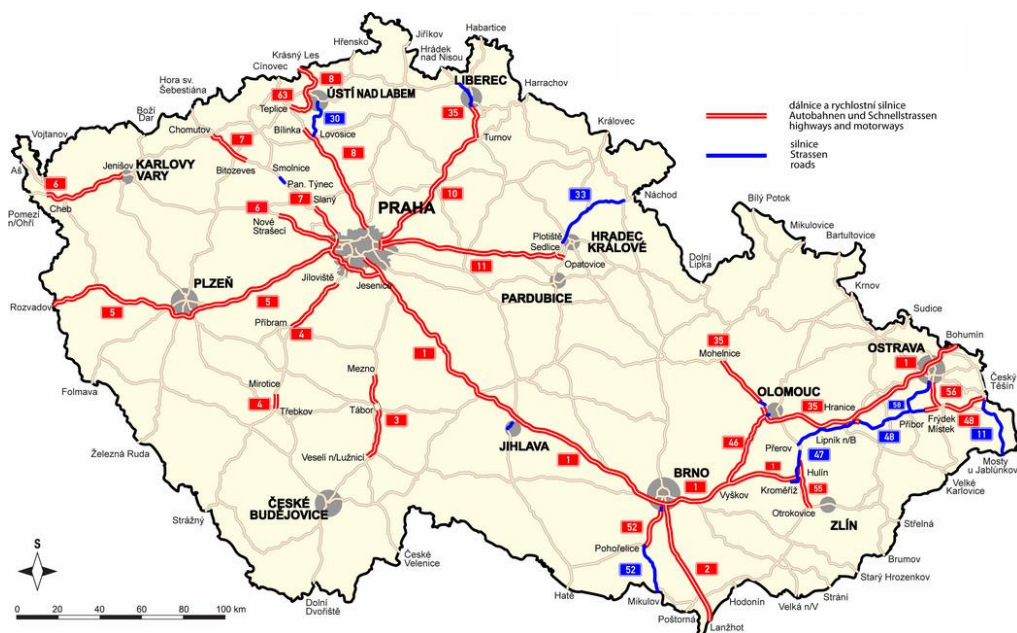 Habartice
Jiříkov
Hřensko
Hrádek
nad Nisou
Krásný Les
Cínovec
8
LIBEREC
Harrachov
ÚSTÍ NAD LABEM
63
Hora sv.
Šebestiána
Teplice
30
35
Boží
Dar
Bílinka
Lovosice
Turnov
Královec
Chomutov
7
8
Vojtanov
KARLOVY
VARY
Jenišov
Bitozeves
Smolnice
Aš
6
Pan. Týnec
10
33
Náchod
Cheb
7
Slaný
PRAHA
6
Pomezí
n/Ohří
Nové
Strašecí
Plotiště
Sedlice
HRADEC
KRÁLOVÉ
Bílý Potok
Mikulovice
Bartultovice
Dolní
Lipka
11
Opatovice
Jíloviště
Jesenice
PLZEŇ
PARDUBICE
Krnov
Rozvadov
5
5
Příbram
4
Sudice
Bohumín
1
35
Mohelnice
OSTRAVA
1
Český
Těšín
Mezno
Folmava
Mirotice
4
Třebkov
Tábor
3
OLOMOUC
35
Hranice
58
56
Příbor
Frýdek
Místek
48
11
JIHLAVA
46
Přerov
Lipník n/B
48
Železná Ruda
Veselí n/Lužnicí
1
47
Mosty
u Jablůnkov
BRNO
1
1
Hulín
Vyškov
Kroměříž
55
Velké
Karlovice
ČESKÉ
BUDĚJOVICE
Otrokovice
ZLÍN
Strážný
Střelná
52
Pohořelice
České
Velenice
Brumov
52
2
Starý Hrozenkov
Strání
Haté
Mikulov
Hodonín
Velká n/V
Dolní
Dvořiště
Poštorná
Lanžhot
S
0 20 40 60 80 100 km
dálnice a rychlostní silnice
Autobahnen und Schnellstrassen
highways and motorways
silnice
Strassen
roads